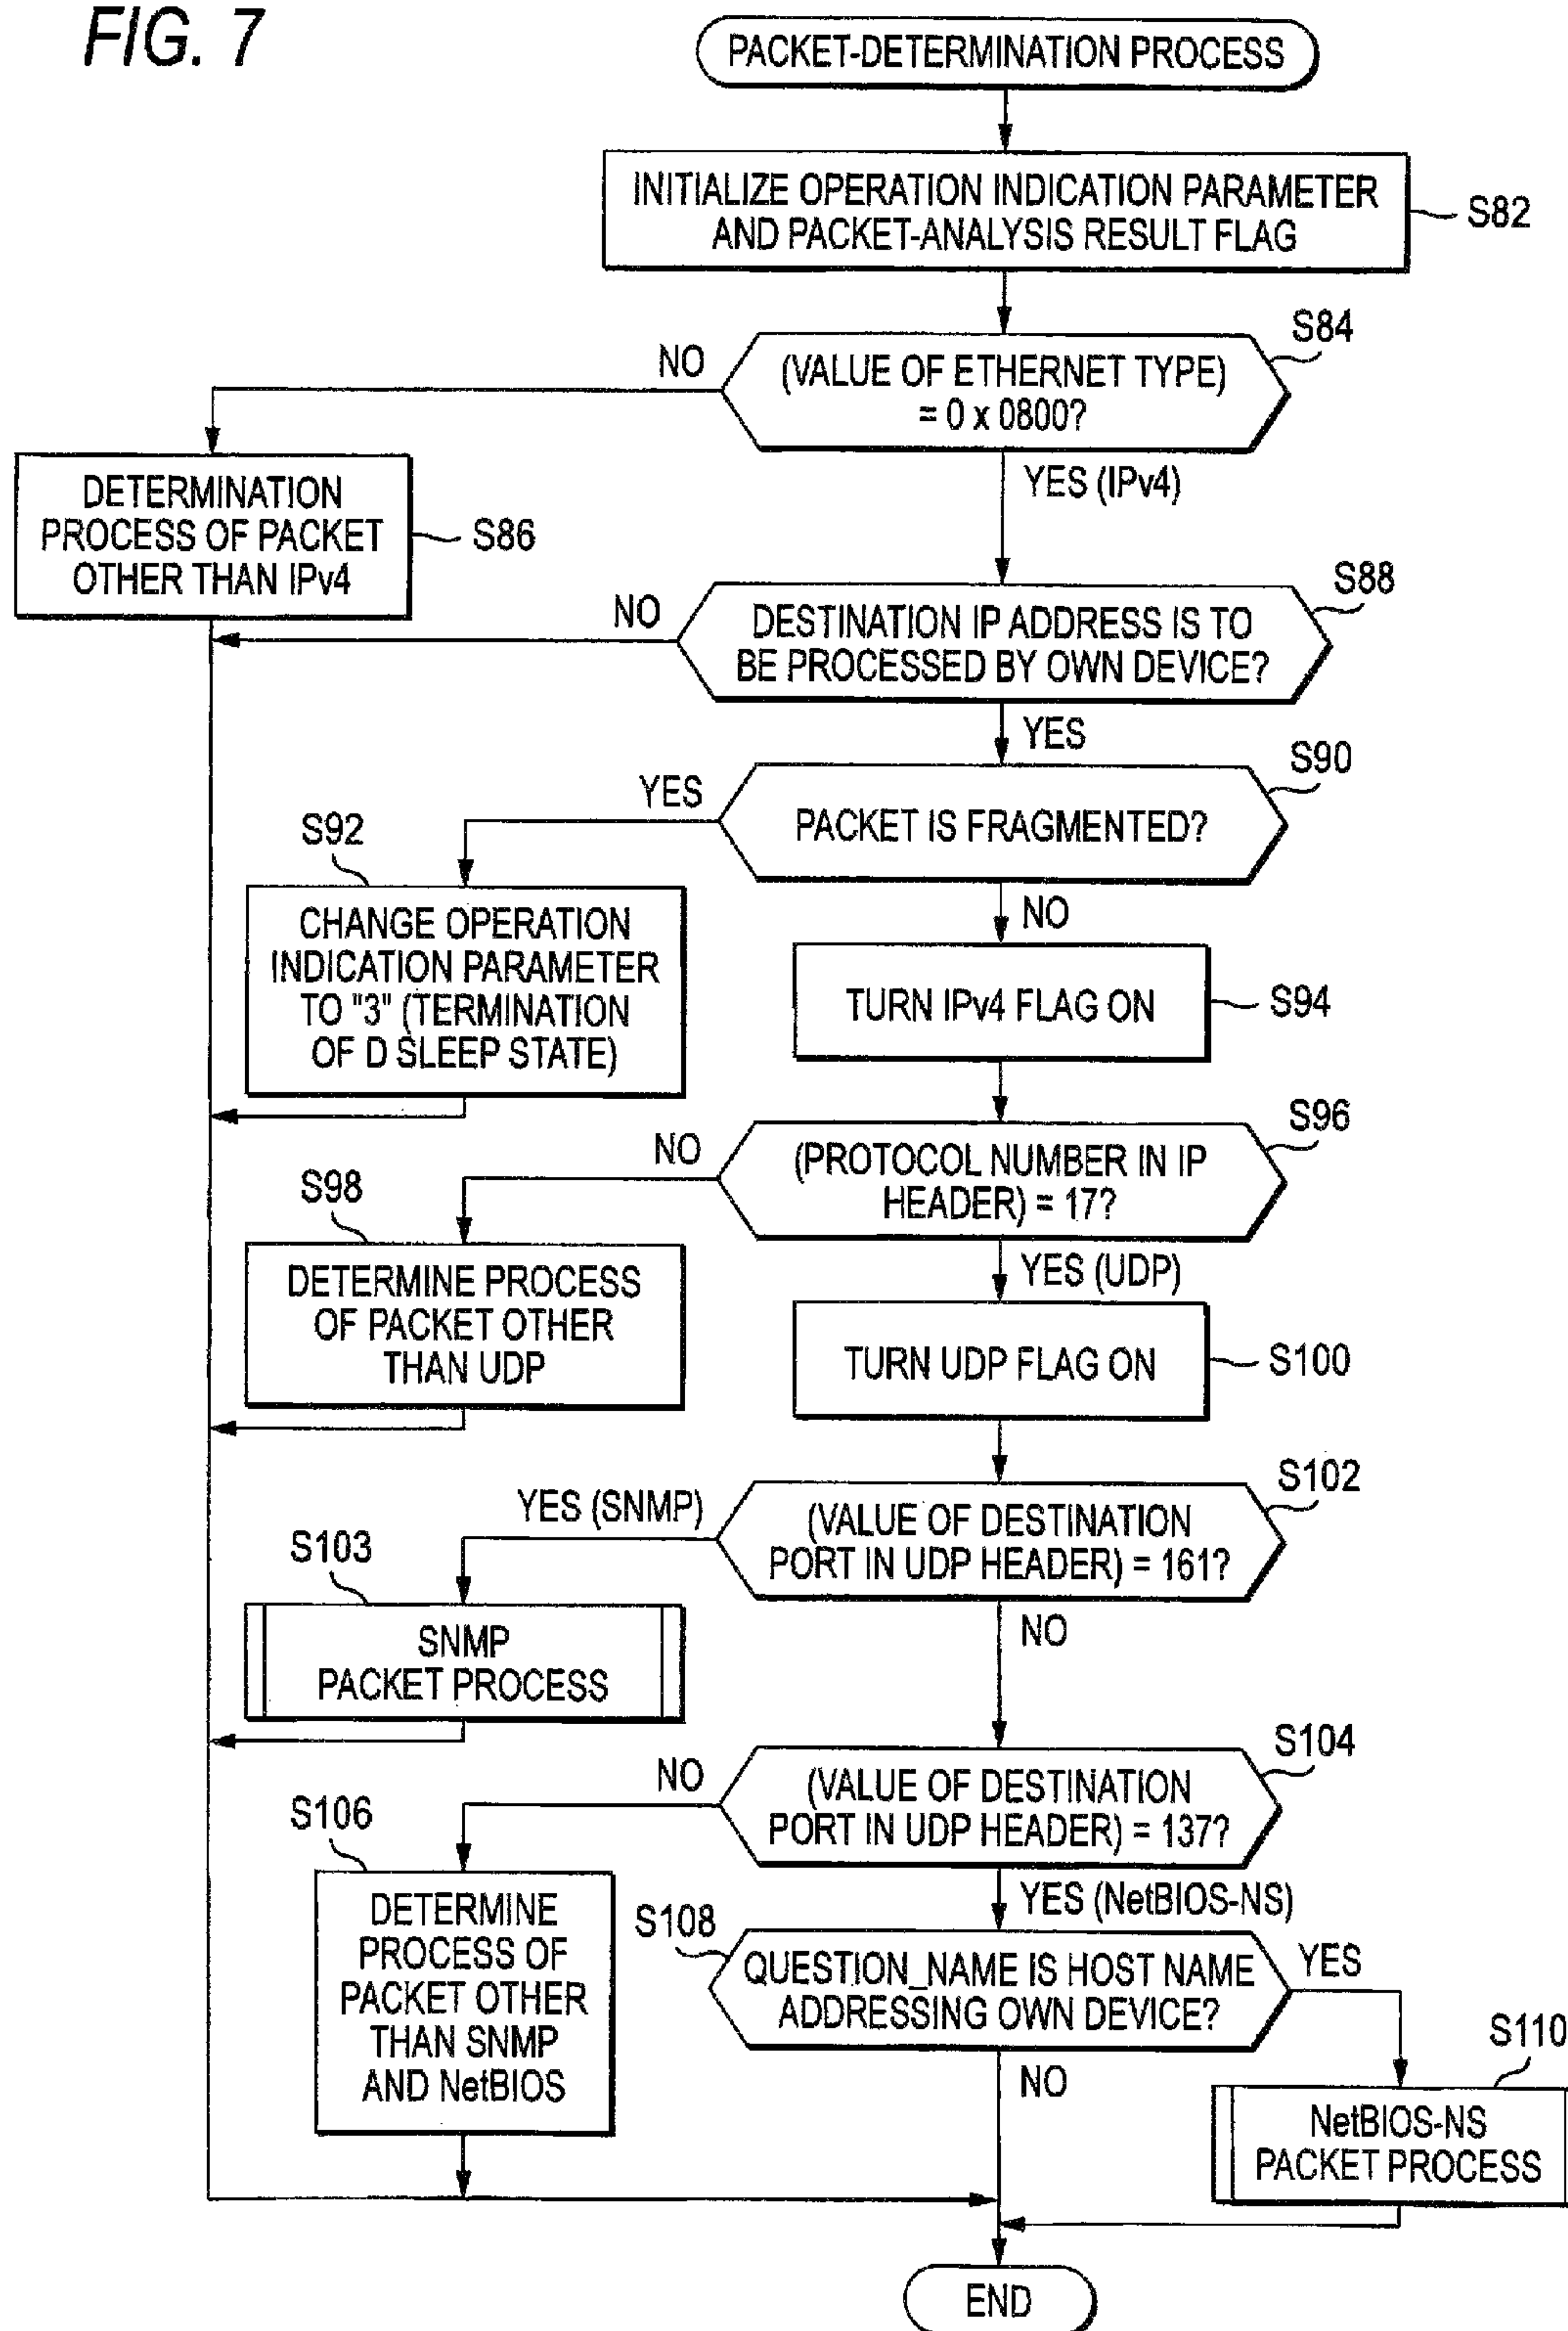 FIG. 7
PACKET-DETERMINATION PROCESS
INITIALIZE OPERATION INDICATION PARAMETER
AND PACKET-ANALYSIS RESULT FLAG
S82
S84
NO
(VALUE OF ETHERNET TYPE)
= 0 x 0800?
YES (IPv4)
DETERMINATION
PROCESS OF PACKET
OTHER THAN IPv4
S86
S88
NO
DESTINATION IP ADDRESS IS TO
BE PROCESSED BY OWN DEVICE?
YES
S90
YES
PACKET IS FRAGMENTED?
S92
NO
CHANGE OPERATION
INDICATION PARAMETER
TO "3" (TERMINATION
OF D SLEEP STATE)
TURN IPv4 FLAG ON
S94
S96
NO
(PROTOCOL NUMBER IN IP
HEADER) = 17?
S98
YES (UDP)
DETERMINE PROCESS
OF PACKET OTHER
THAN UDP
TURN UDP FLAG ON
S100
S102
YES (SNMP)
(VALUE OF DESTINATION
PORT IN UDP HEADER) = 161?
S103
NO
SNMP
PACKET PROCESS
S104
NO
(VALUE OF DESTINATION
PORT IN UDP HEADER) = 137?
S106
YES (NetBIOS-NS)
DETERMINE
PROCESS OF
PACKET OTHER
THAN SNMP
AND NetBIOS
S108
QUESTION_NAME IS HOST NAME
ADDRESSING OWN DEVICE?
YES
NO
S110
NetBIOS-NS
PACKET PROCESS
END